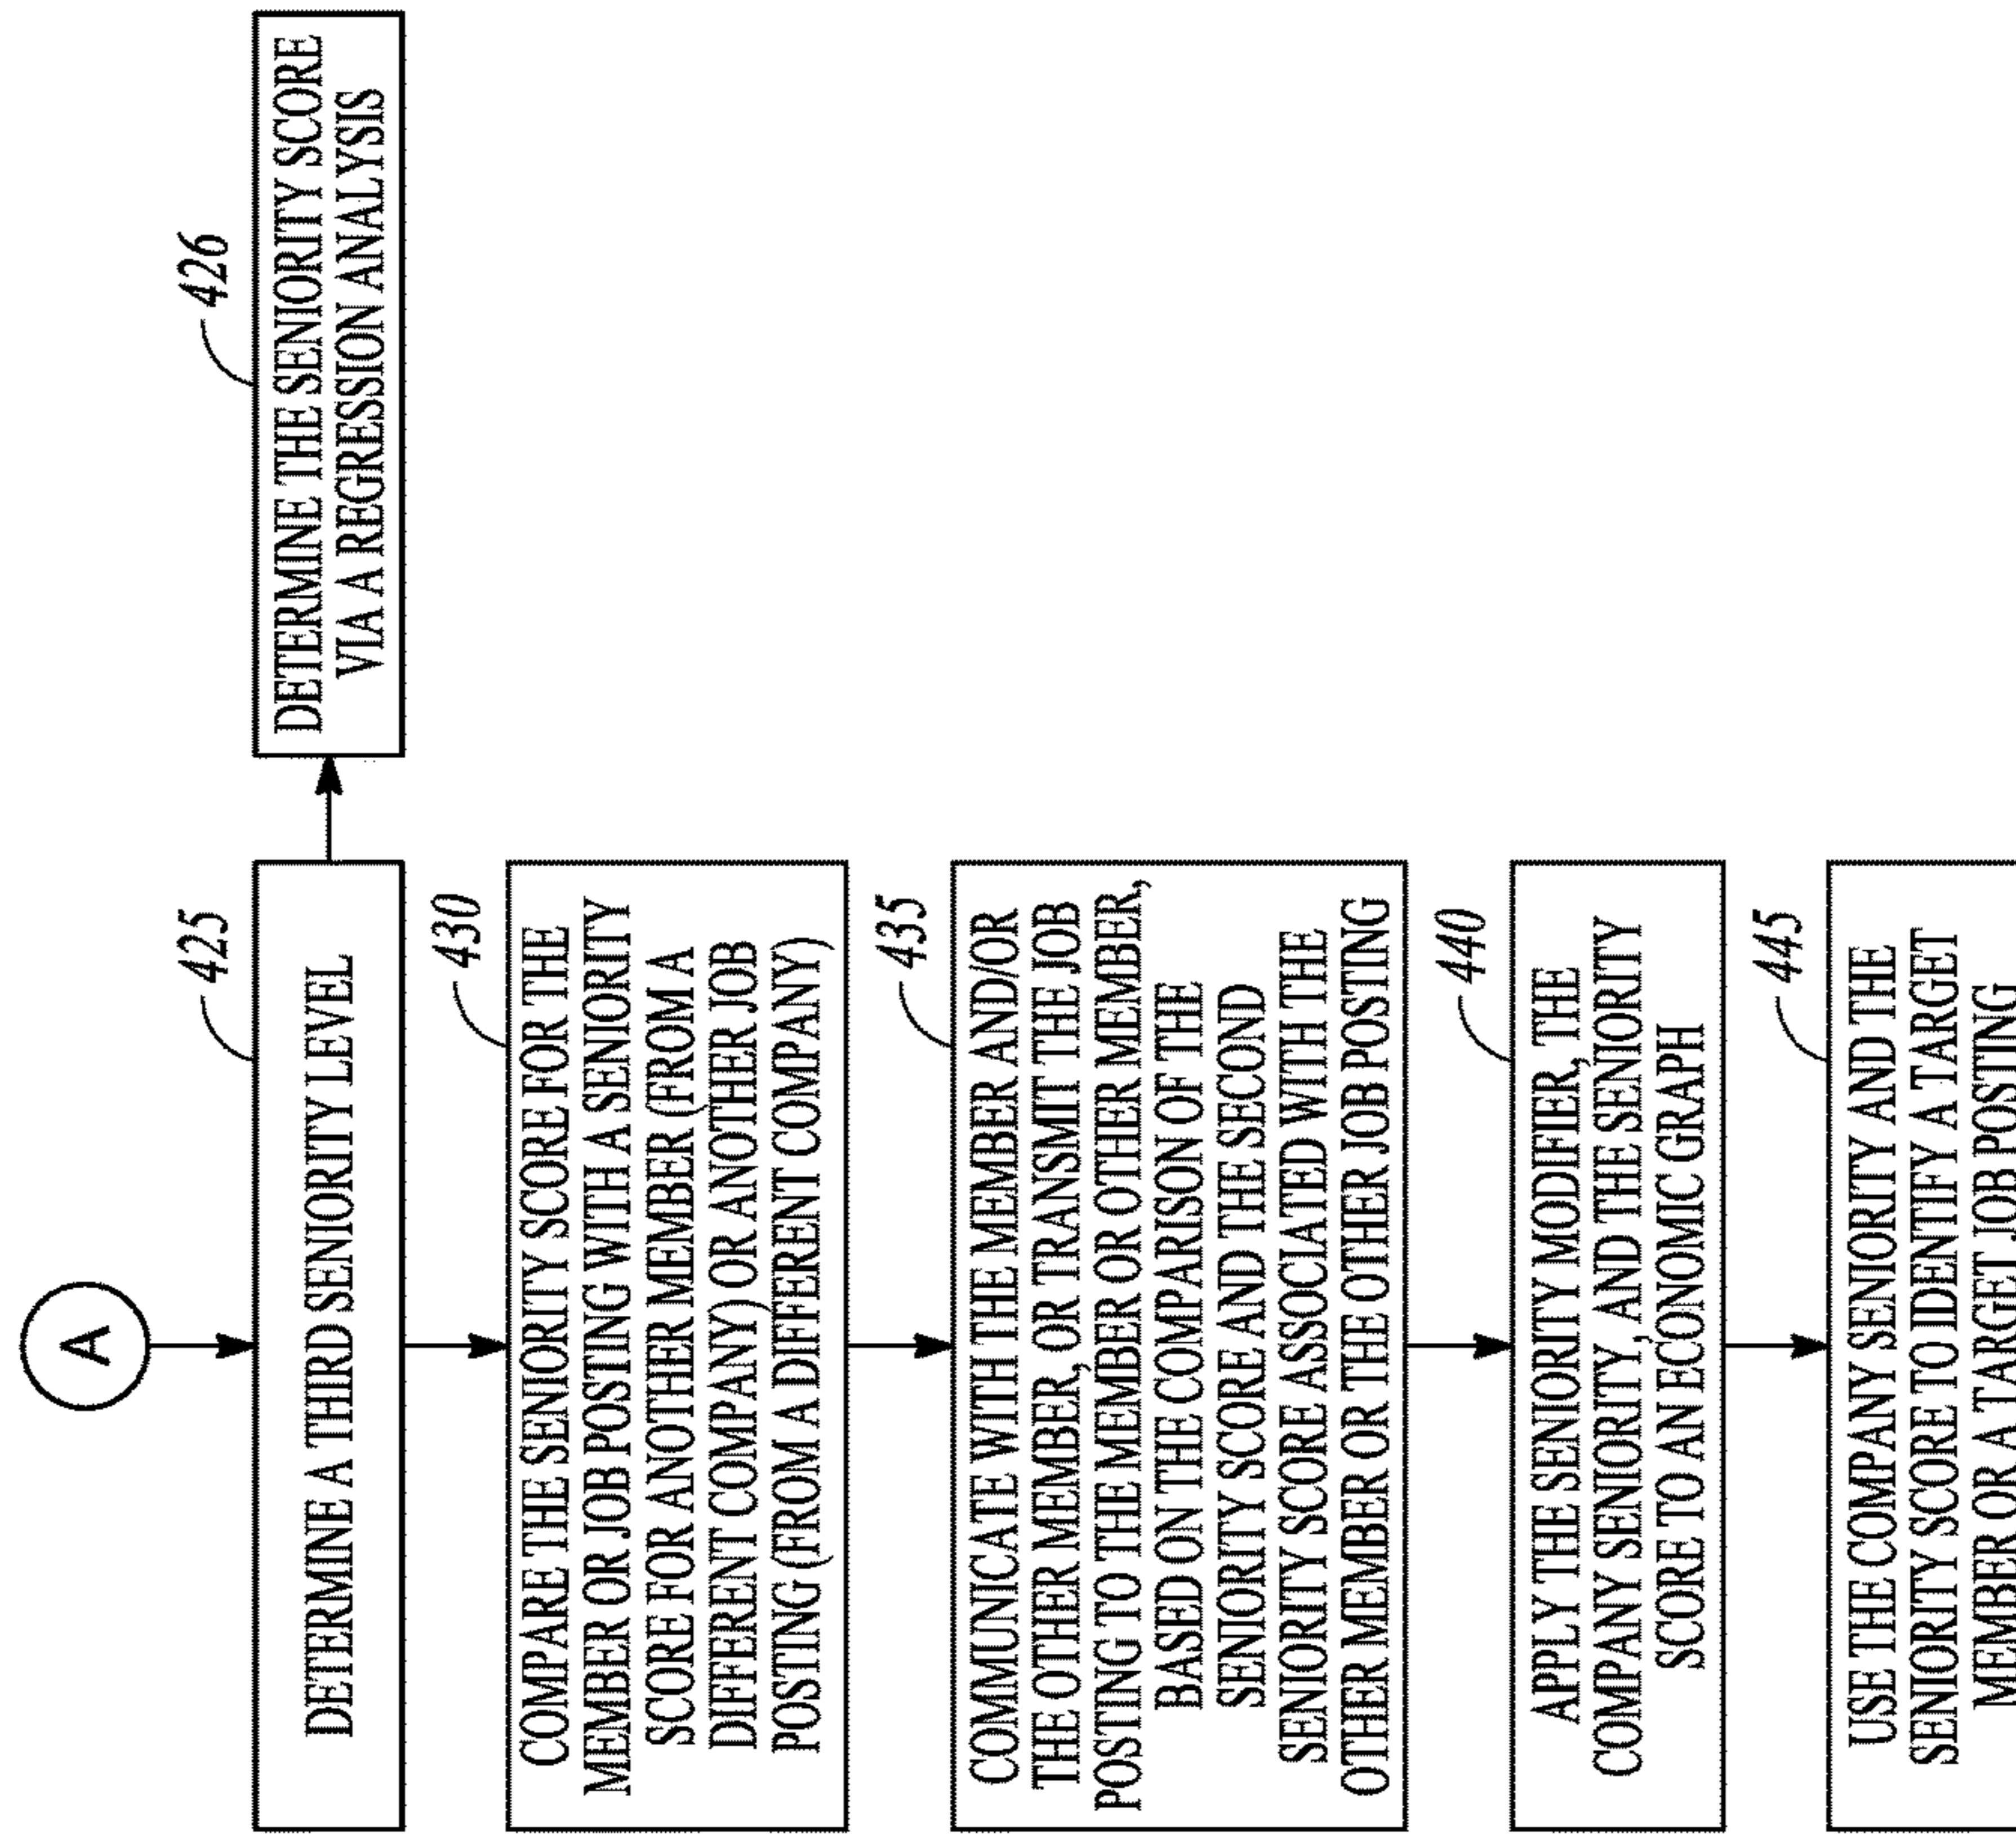 A
425
DETERMINE A THIRD SENIORITY LEVEL
426
DETERMINE THE SENIORITY SCORE
VIA A REGRESSION ANALYSIS
430
COMPARE THE SENIORITY SCORE FOR THE
MEMBER OR JOB POSTING WITH A SENIORITY
SCORE FOR ANOTHER MEMBER (FROM A
DIFFERENT COMPANY) OR ANOTHER JOB
POSTING (FROM A DIFFERENT COMPANY)
435
COMMUNICATE WITH THE MEMBER AND/OR
THE OTHER MEMBER, OR TRANSMIT THE JOB
POSTING TO THE MEMBER OR OTHER MEMBER,
BASED ON THE COMPARISON OF THE
SENIORITY SCORE AND THE SECOND
SENIORITY SCORE ASSOCIATED WITH THE
OTHER MEMBER OR THE OTHER JOB POSTING
440
APPLY THE SENIORITY MODIFIER, THE
COMPANY SENIORITY, AND THE SENIORITY
SCORE TO AN ECONOMIC GRAPH
445
USE THE COMPANY SENIORITY AND THE
SENIORITY SCORE TO IDENTIFY A TARGET
MEMBER OR A TARGET JOB POSTING